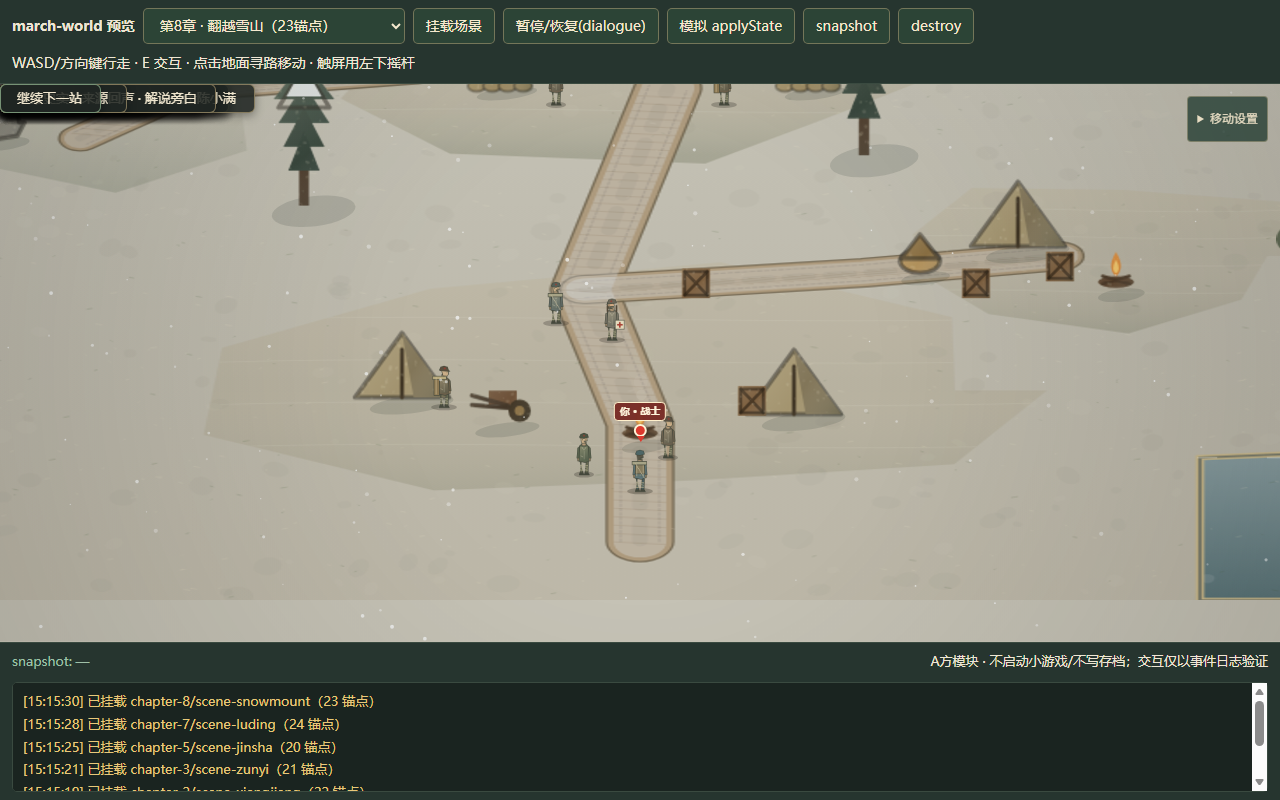 march-world 预览
第8章 · 翻越雪山（23锚点）
挂载场景
暂停/恢复(dialogue)
模拟 applyState
snapshot
destroy
WASD/方向键行走 · E 交互 · 点击地面寻路移动 · 触屏用左下摇杆
继续下一站
源
声 · 解说旁白
小满
▶ 移动设置
你·战士
snapshot: —
A方模块 · 不启动小游戏/不写存档；交互仅以事件日志验证
[15:15:30] 已挂载 chapter-8/scene-snowmount（23 锚点）
[15:15:28] 已挂载 chapter-7/scene-luding（24 锚点）
[15:15:25] 已挂载 chapter-5/scene-jinsha（20 锚点）
[15:15:21] 已挂载 chapter-3/scene-zunyi（21 锚点）